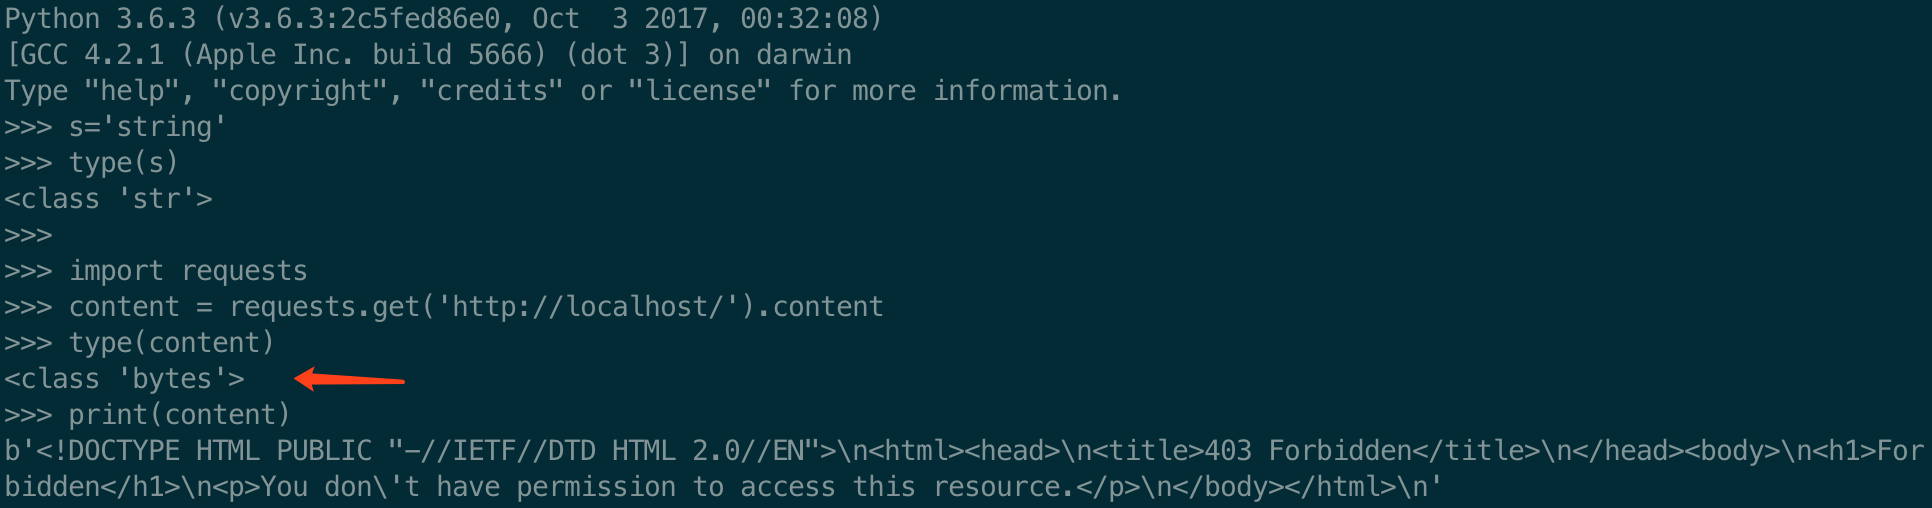 Python 3.6.3 (v3.6.3:2c5fed86e0, Oct  3 2017, 00:32:08)
[GCC 4.2.1 (Apple Inc. build 5666) (dot 3)] on darwin
Type "help", "copyright", "credits" or "license" for more information.
>>> s='string'
>>> type(s)
<class 'str'>
>>>
>>> import requests
>>> content = requests.get('http://localhost/').content
>>> type(content)
<class 'bytes'>
>>> print(content)
b'<!DOCTYPE HTML PUBLIC "-//IETF//DTD HTML 2.0//EN">\n<html><head>\n<title>403 Forbidden</title>\n</head><body>\n<h1>For
bidden</h1>\n<p>You don\'t have permission to access this resource.</p>\n</body></html>\n'